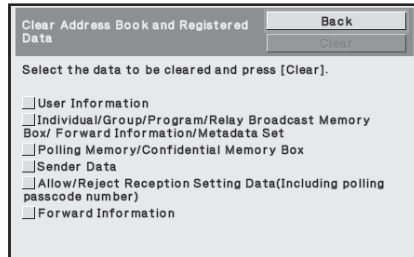 Clear Address Book and Registered
Data
Back
Clear
Select the data to be cleared and press [Clear].
User Information
Individual/Group/Program/Relay Broadcast Memory
Box/ Forward Information/Metadata Set
Polling Memory/Confidential Memory Box
Sender Data
Allow/Reject Reception Setting Data(Including polling
passcode number)
Forward Information